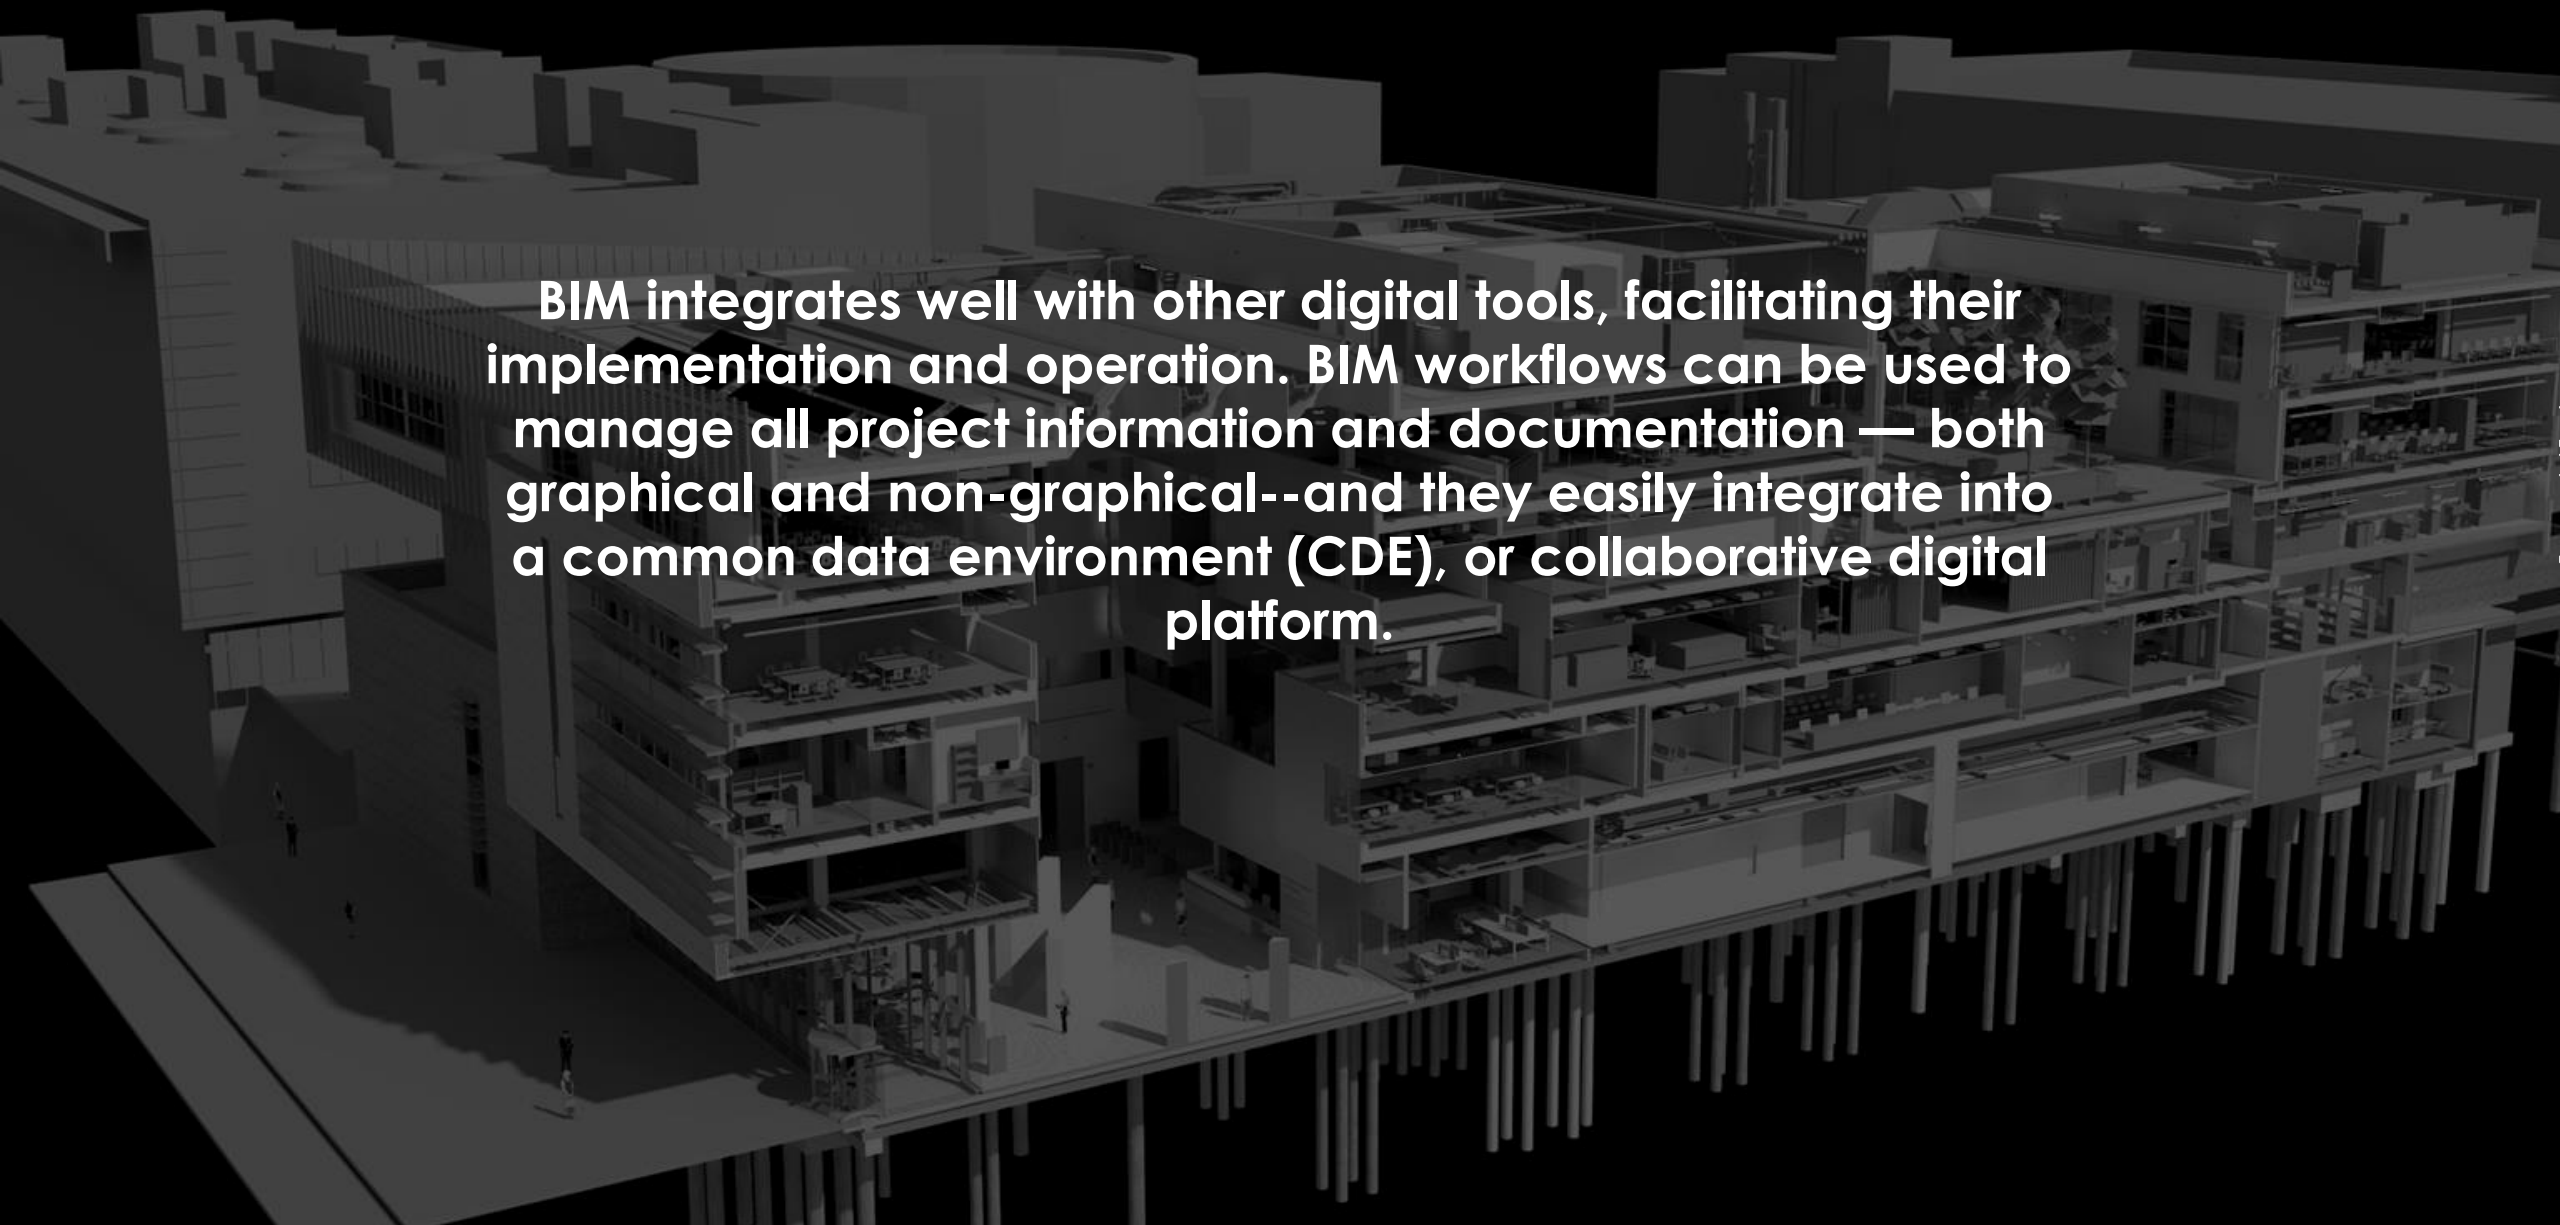 BIM integrates well with other digital tools, facilitating their
implementation and operation. BIM workflows can be used to
manage all project information and documentation — both
graphical and non-graphical--and they easily integrate into
a common data environment (CDE), or collaborative digital
platform.